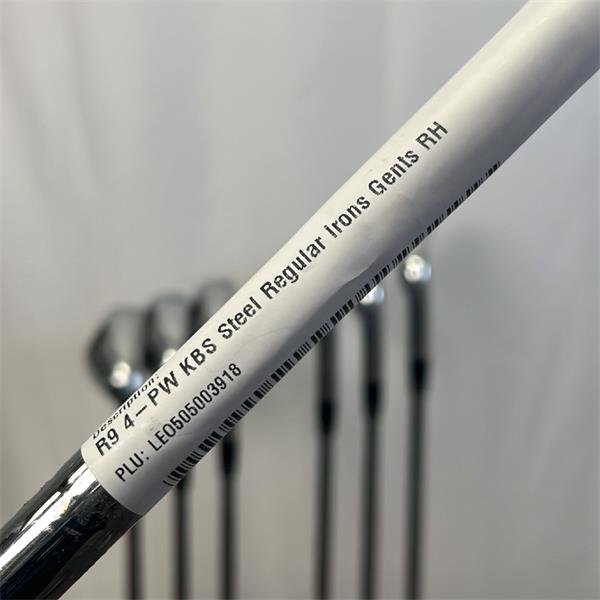 Description:
R9 4-PW KBS Steel Regular Irons Gents RH
PLU: LEO505003918